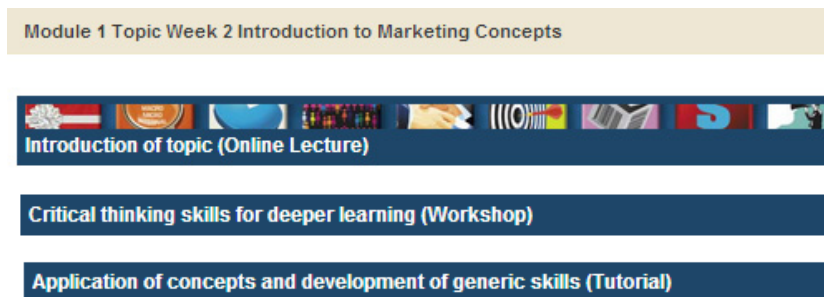 Module 1 Topic Week 2 Introduction to Marketing Concepts
Introduction of topic (Online Lecture)
Critical thinking skills for deeper learning (Workshop)
Application of concepts and development of generic skills (Tutorial)